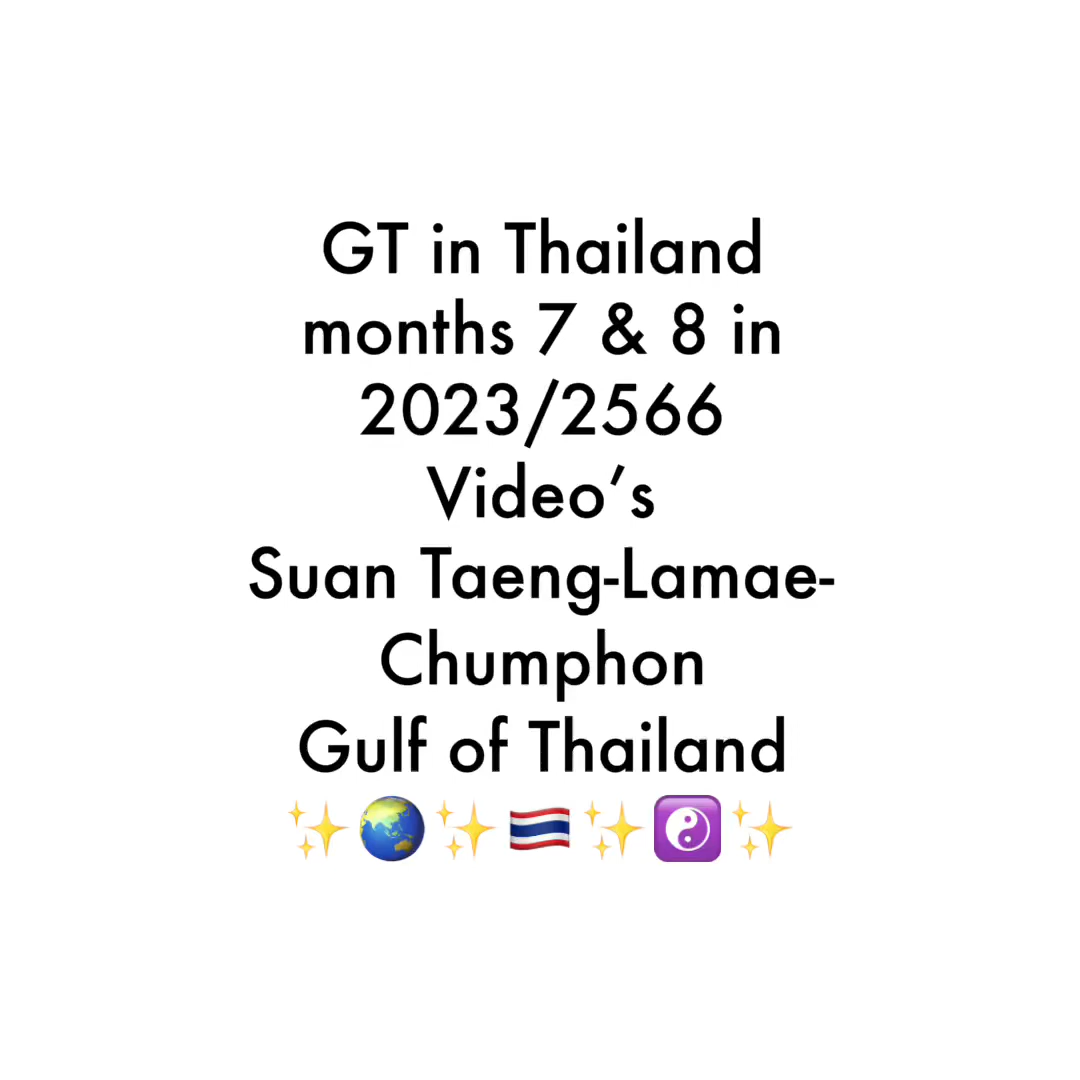 GT in Thailand
months 7 & 8 in
2023/2566
Video’s
Suan Taeng-Lamae-
Chumphon
Gulf of Thailand
✨🌏✨🇹🇭✨☯️✨